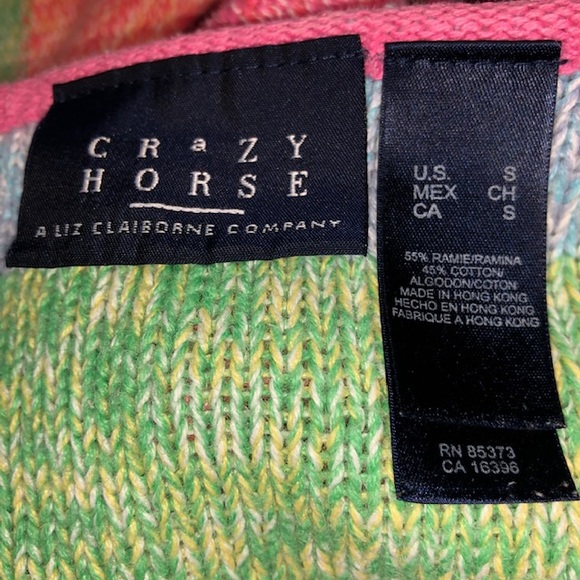 CRaZY
HORSE
A LIZ CLAIBORNE COMPANY
U.S. S
MEX CH
CA S
55% RAMIE/RAMINA
45% COTTON/
ALGODON/COTON
MADE IN HONG KONG
HECHO EN HONG KONG
FABRIQUE A HONG KONG
RN 85373
CA 16396